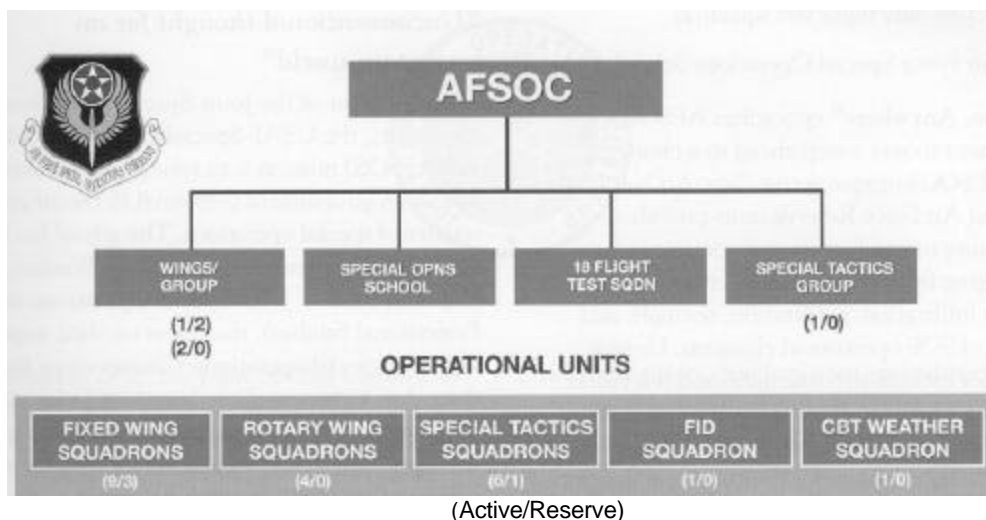 AFSOC
WINGS/
GROUP
(1/2)
(2/0)
SPECIAL OPNS
SCHOOL
18 FLIGHT
TEST SQDN
SPECIAL TACTICS
GROUP
(1/0)
OPERATIONAL UNITS
FIXED WING
SQUADRONS
(9/3)
ROTARY WING
SQUADRONS
(4/0)
SPECIAL TACTICS
SQUADRONS
(6/1)
FID
SQUADRON
(1/0)
CBT WEATHER
SQUADRON
(1/0)
(Active/Reserve)